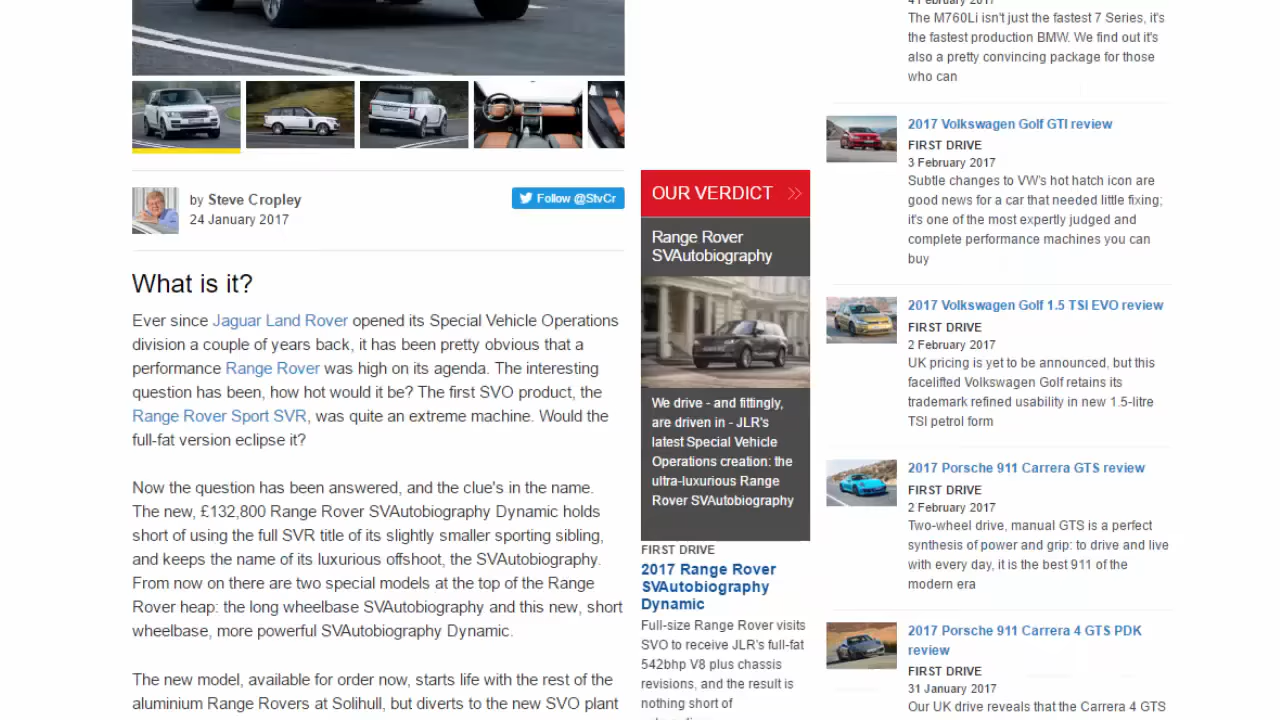 by Steve Cropley
24 January 2017
Follow @StvCr
What is it?
Ever since Jaguar Land Rover opened its Special Vehicle Operations
division a couple of years back, it has been pretty obvious that a
performance Range Rover was high on its agenda. The interesting
question has been, how hot would it be? The first SVO product, the
Range Rover Sport SVR, was quite an extreme machine. Would the
full-fat version eclipse it?
Now the question has been answered, and the clue's in the name.
The new, £132,800 Range Rover SVAutobiography Dynamic holds
short of using the full SVR title of its slightly smaller sporting sibling,
and keeps the name of its luxurious offshoot, the SVAutobiography.
From now on there are two special models at the top of the Range
Rover heap: the long wheelbase SVAutobiography and this new, short
wheelbase, more powerful SVAutobiography Dynamic.
The new model, available for order now, starts life with the rest of the
aluminium Range Rovers at Solihull, but diverts to the new SVO plant
OUR VERDICT
Range Rover
SVAutobiography
We drive - and fittingly,
are driven in - JLR's
latest Special Vehicle
Operations creation: the
ultra-luxurious Range
Rover SVAutobiography
FIRST DRIVE
2017 Range Rover
SVAutobiography
Dynamic
Full-size Range Rover visits
SVO to receive JLR's full-fat
542bhp V8 plus chassis
revisions, and the result is
nothing short of
4 February 2017
The M760Li isn't just the fastest 7 Series, it's
the fastest production BMW. We find out it's
also a pretty convincing package for those
who can
2017 Volkswagen Golf GTI review
FIRST DRIVE
3 February 2017
Subtle changes to VW's hot hatch icon are
good news for a car that needed little fixing;
it's one of the most expertly judged and
complete performance machines you can
buy
2017 Volkswagen Golf 1.5 TSI EVO review
FIRST DRIVE
2 February 2017
UK pricing is yet to be announced, but this
facelifted Volkswagen Golf retains its
trademark refined usability in new 1.5-litre
TSI petrol form
2017 Porsche 911 Carrera GTS review
FIRST DRIVE
2 February 2017
Two-wheel drive, manual GTS is a perfect
synthesis of power and grip: to drive and live
with every day, it is the best 911 of the
modern era
2017 Porsche 911 Carrera 4 GTS PDK
review
FIRST DRIVE
31 January 2017
Our UK drive reveals that the Carrera 4 GTS